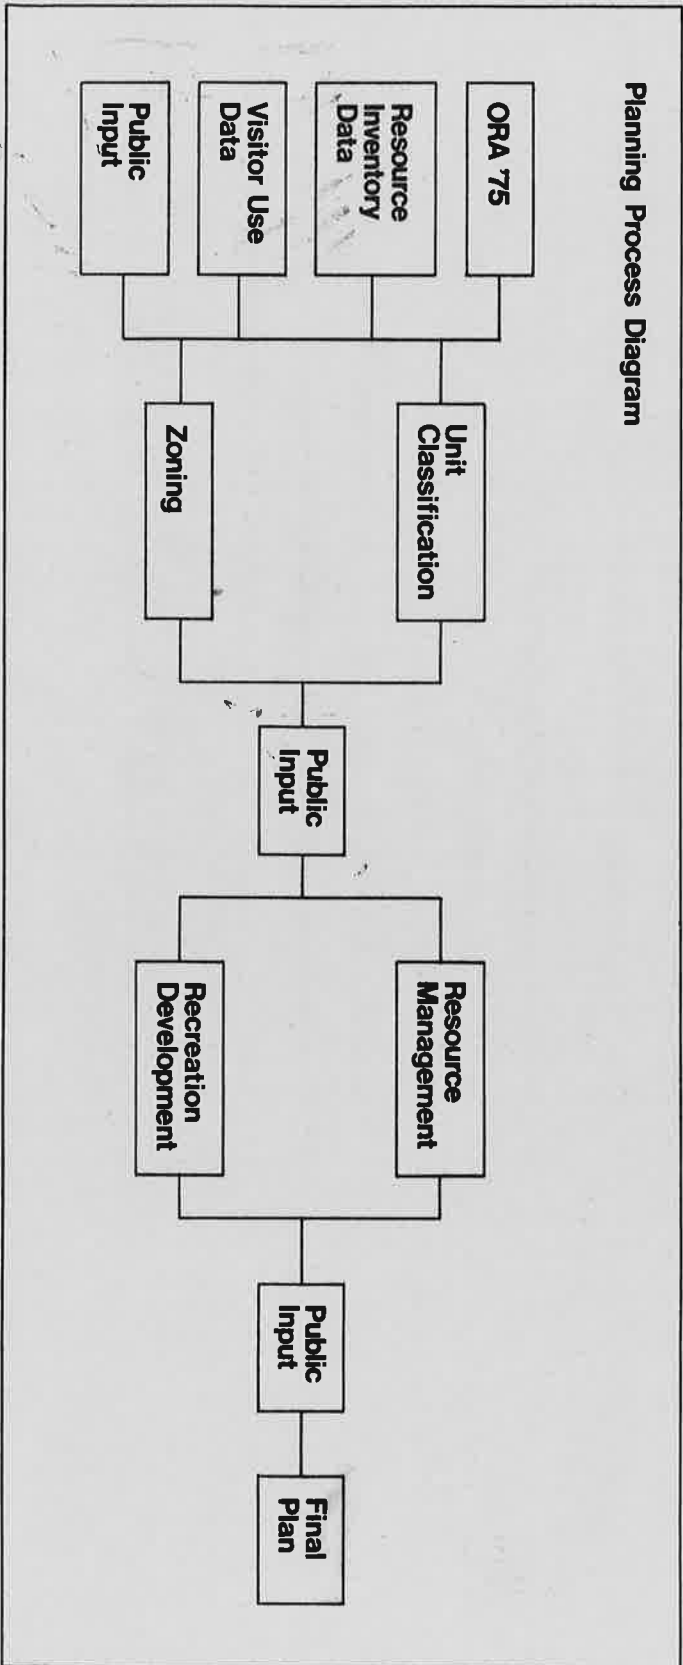 Planning Process Diagram
ORA '75
Resource
Inventory
Data
Visitor Use
Data
Public
Input
Unit
Classification
Zoning
Public
Input
Resource
Management
Recreation
Development
Public
Input
Final
Plan